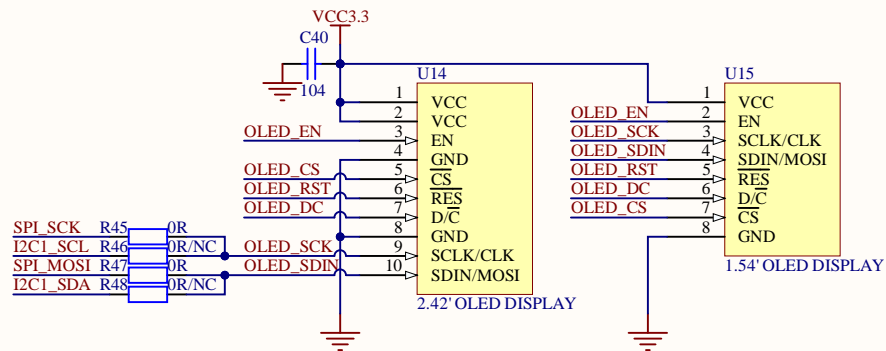 VCC3.3
C40
104
U14
1 VCC
2 VCC
OLED_EN 3 EN
4 GND
OLED_CS 5 CS
OLED_RST 6 RES
OLED_DC 7 D/C
8 GND
OLED_SCK 9 SCLK/CLK
OLED_SDIN 10 SDIN/MOSI
2.42' OLED DISPLAY
SPI_SCK R45 0R
I2C1_SCL R46 0R/NC
SPI_MOSI R47 0R
I2C1_SDA R48 0R/NC
U15
1 VCC
OLED_EN 2 EN
OLED_SCK 3 SCLK/CLK
OLED_SDIN 4 SDIN/MOSI
OLED_RST 5 RES
OLED_DC 6 D/C
OLED_CS 7 CS
8 GND
1.54' OLED DISPLAY